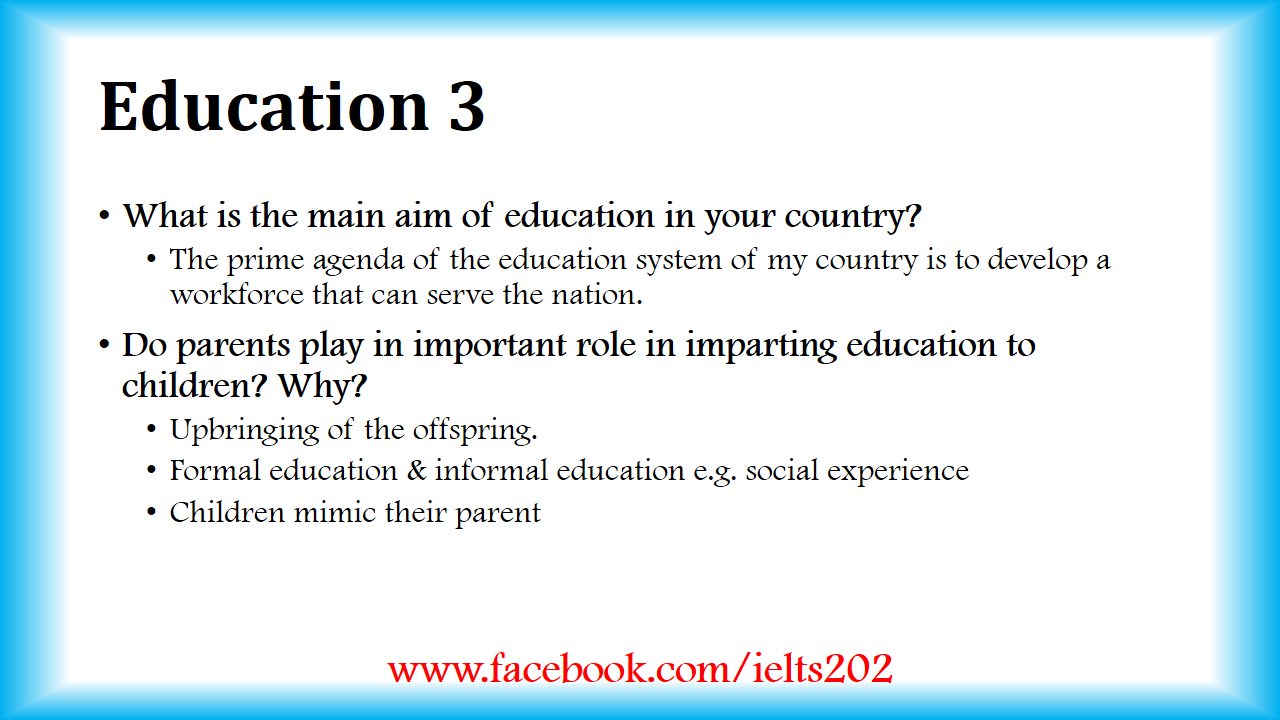 Education 3
• What is the main aim of education in your country?
• The prime agenda of the education system of my country is to develop a
workforce that can serve the nation.
• Do parents play in important role in imparting education to
children? Why?
• Upbringing of the offspring.
• Formal education & informal education e.g. social experience
• Children mimic their parent
www.facebook.com/ielts202